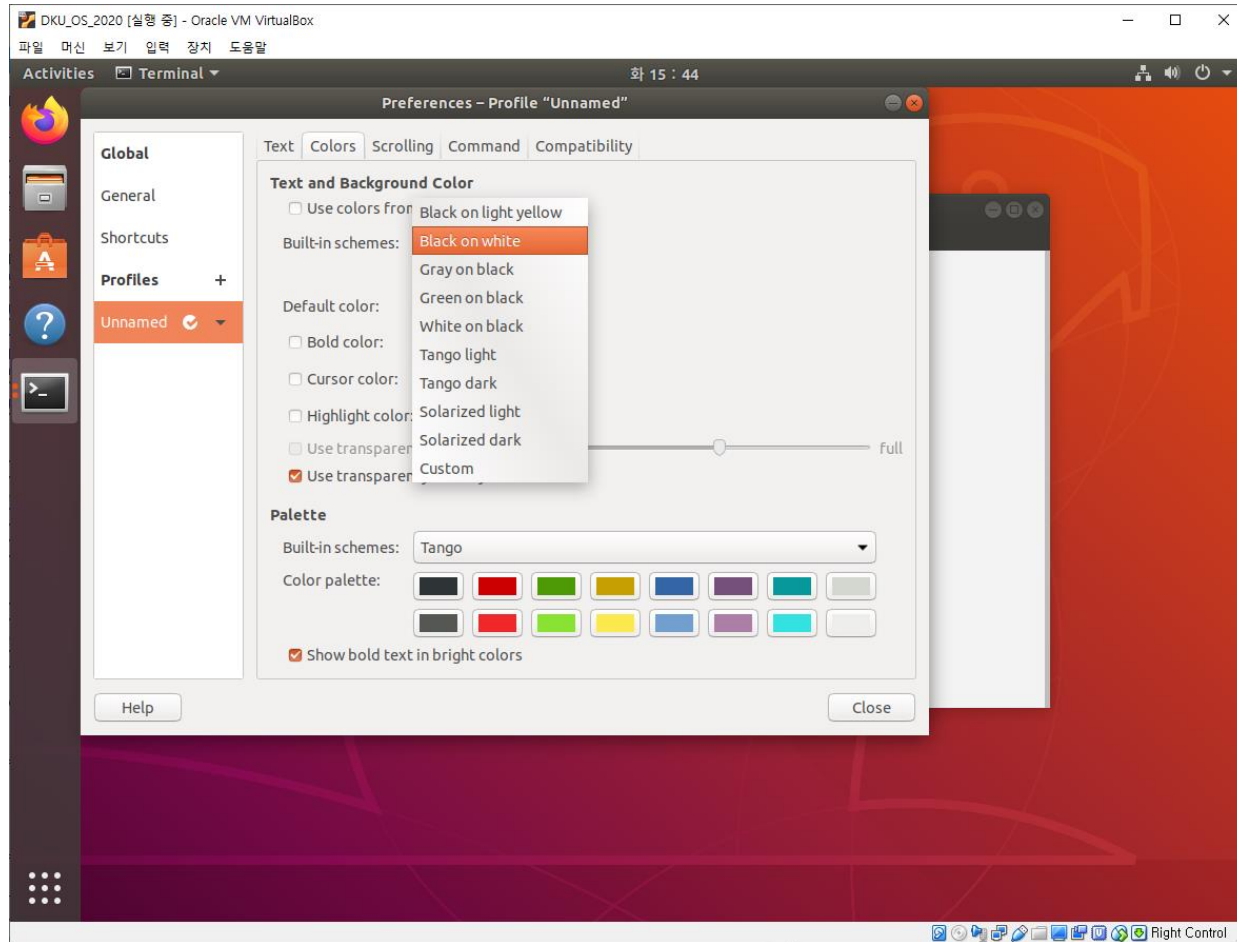 DKU_OS_2020 [실행 중] - Oracle VM VirtualBox
파일 머신 보기 입력 장치 도움말
Activities Terminal 화 15 : 44
Preferences – Profile “Unnamed”
Global
General
Shortcuts
Profiles +
Unnamed
Text Colors Scrolling Command Compatibility
Text and Background Color
Use colors from
Built-in schemes:
Black on light yellow
Black on white
Gray on black
Green on black
White on black
Tango light
Tango dark
Solarized light
Solarized dark
Custom
Default color:
Bold color:
Cursor color:
Highlight color:
Use transparen
full
Use transparen
Palette
Built-in schemes: Tango
Color palette:
Show bold text in bright colors
Help
Close
Right Control